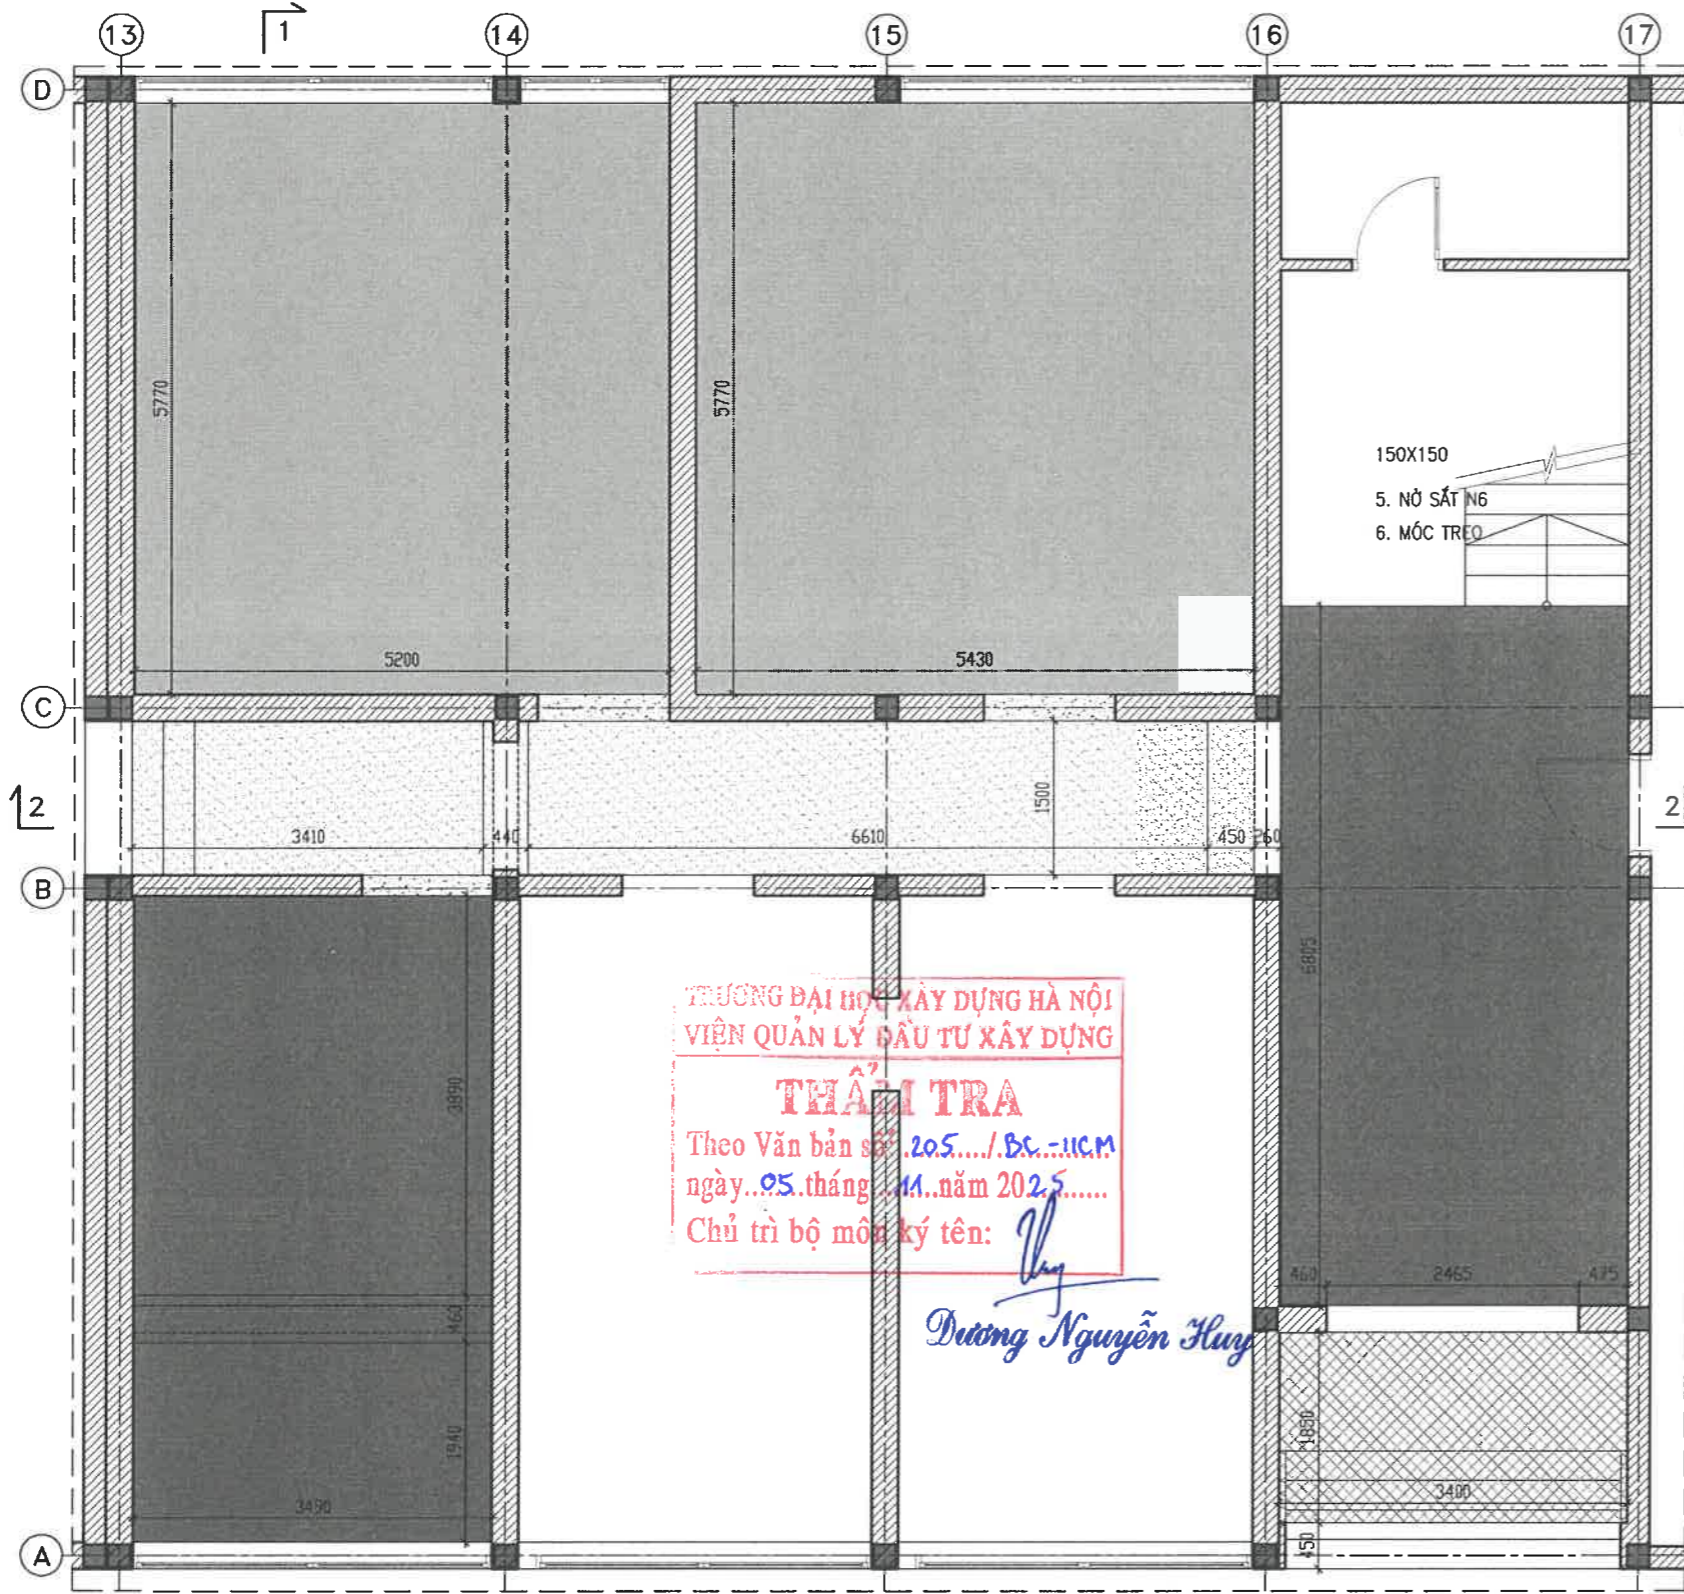 1
13
14
15
16
17
D
5770
5770
150X150
5. NỞ SẮT N6
6. MÓC TREO
5200
5430
C
2
3410
440
6610
1500
450
260
2
B
6805
TRƯỜNG ĐẠI HỌC XÂY DỰNG HÀ NỘI
VIỆN QUẢN LÝ ĐẦU TƯ XÂY DỰNG
THẨM TRA
Theo Văn bản số: 205 / BC-11CM
ngày 05 tháng 11 năm 2025
Chủ trì bộ môn ký tên:
Dương Nguyễn Huy
3890
460
1940
3490
460
2465
475
1880
3400
450
A